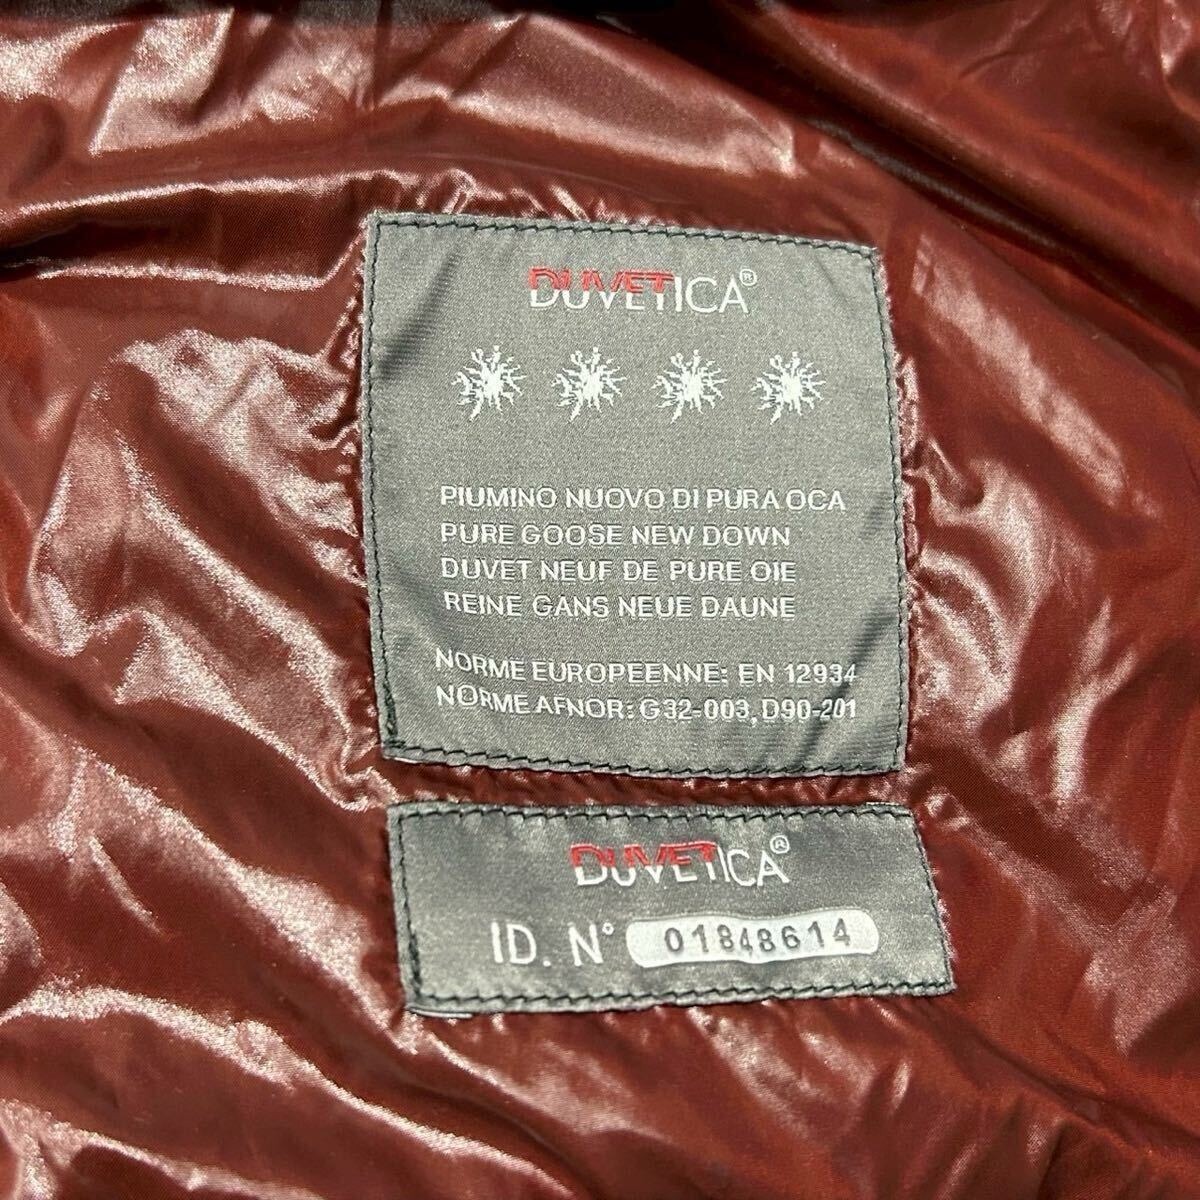 DUVETICA®
PIUMINO NUOVO DI PURA OCA
PURE GOOSE NEW DOWN
DUVET NEUF DE PURE OIE
REINE GANS NEUE DAUNE
NORME EUROPEENNE: EN 12934
NORME AFNOR: G32-003, D90-201
DUVETICA®
ID. N° 01848614